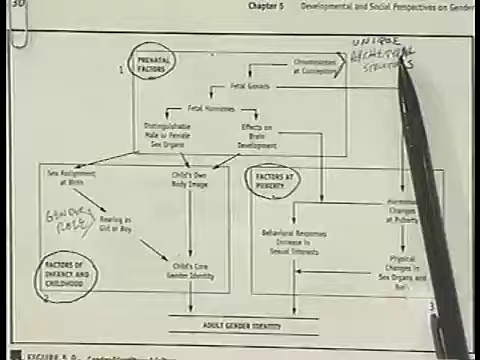 30
Chapter 5 Developmental and Social Perspectives on Gender
UNIQUE
1
PRENATAL
FACTORS
Chromosomes
at Conception
Fetal Gonads
Fetal Hormones
Distinguishable
Male or Female
Sex Organs
Effects on
Brain
Development
Sex Assignment
at Birth
Child's Own
Body Image
FACTORS AT
PUBERTY
GENDER
ROLE
Rearing as
Girl or Boy
Hormonal
Changes
at Puberty
Behavioral Responses
Increase in
Sexual Interests
Child's Core
Gender Identity
Physical
Changes in
Sex Organs and
FACTORS OF
INFANCY AND
CHILDHOOD
2
3
ADULT GENDER IDENTITY